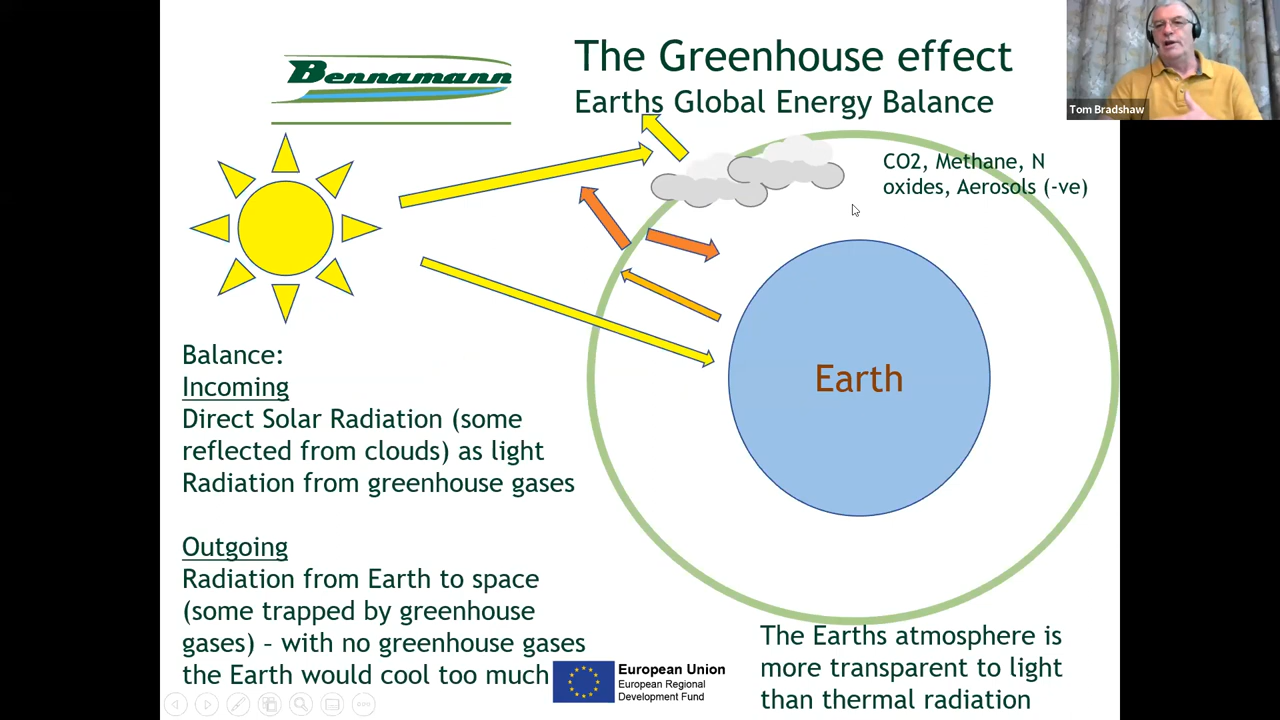 Bennamann
The Greenhouse effect
Earths Global Energy Balance
Tom Bradshaw
CO2, Methane, N
oxides, Aerosols (-ve)
Earth
Balance:
Incoming
Direct Solar Radiation (some
reflected from clouds) as light
Radiation from greenhouse gases
Outgoing
Radiation from Earth to space
(some trapped by greenhouse
gases) – with no greenhouse gases
the Earth would cool too much
European Union
European Regional
Development Fund
The Earths atmosphere is
more transparent to light
than thermal radiation